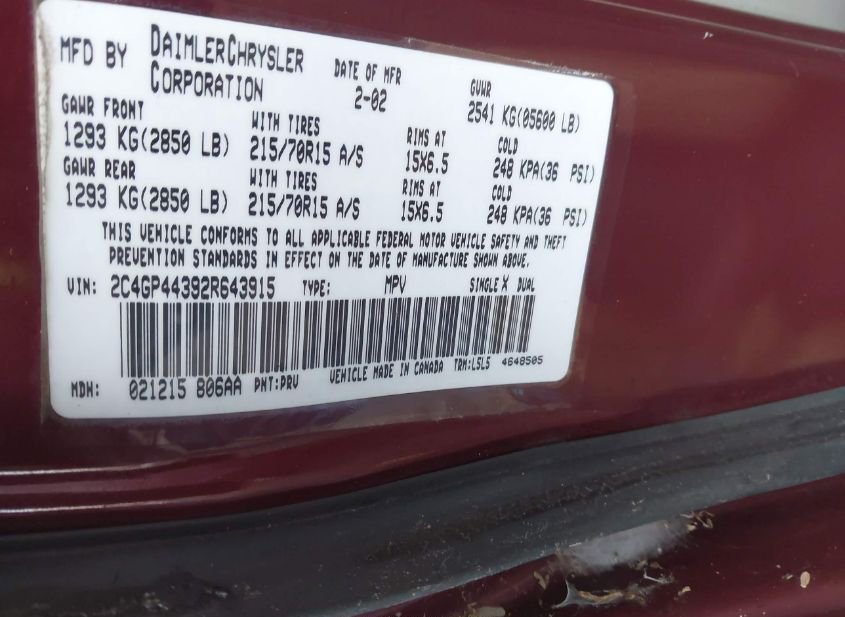 MFD BY DAIMLERCHRYSLER CORPORATION DATE OF MFR 2-02 GVWR 2541 KG(05600 LB)
GAWR FRONT WITH TIRES RIMS AT COLD
1293 KG(2850 LB) 215/70R15 A/S 15X6.5 248 KPA(36 PSI)
GAWR REAR WITH TIRES RIMS AT COLD
1293 KG(2850 LB) 215/70R15 A/S 15X6.5 248 KPA(36 PSI)
THIS VEHICLE CONFORMS TO ALL APPLICABLE FEDERAL MOTOR VEHICLE SAFETY AND THEFT
PREVENTION STANDARDS IN EFFECT ON THE DATE OF MANUFACTURE SHOWN ABOVE.
VIN: 2C4GP44392R643915 TYPE: MPV SINGLE X DUAL
MDH: 021215 806AA PNT:PRV VEHICLE MADE IN CANADA TRM:L5L5 4648505